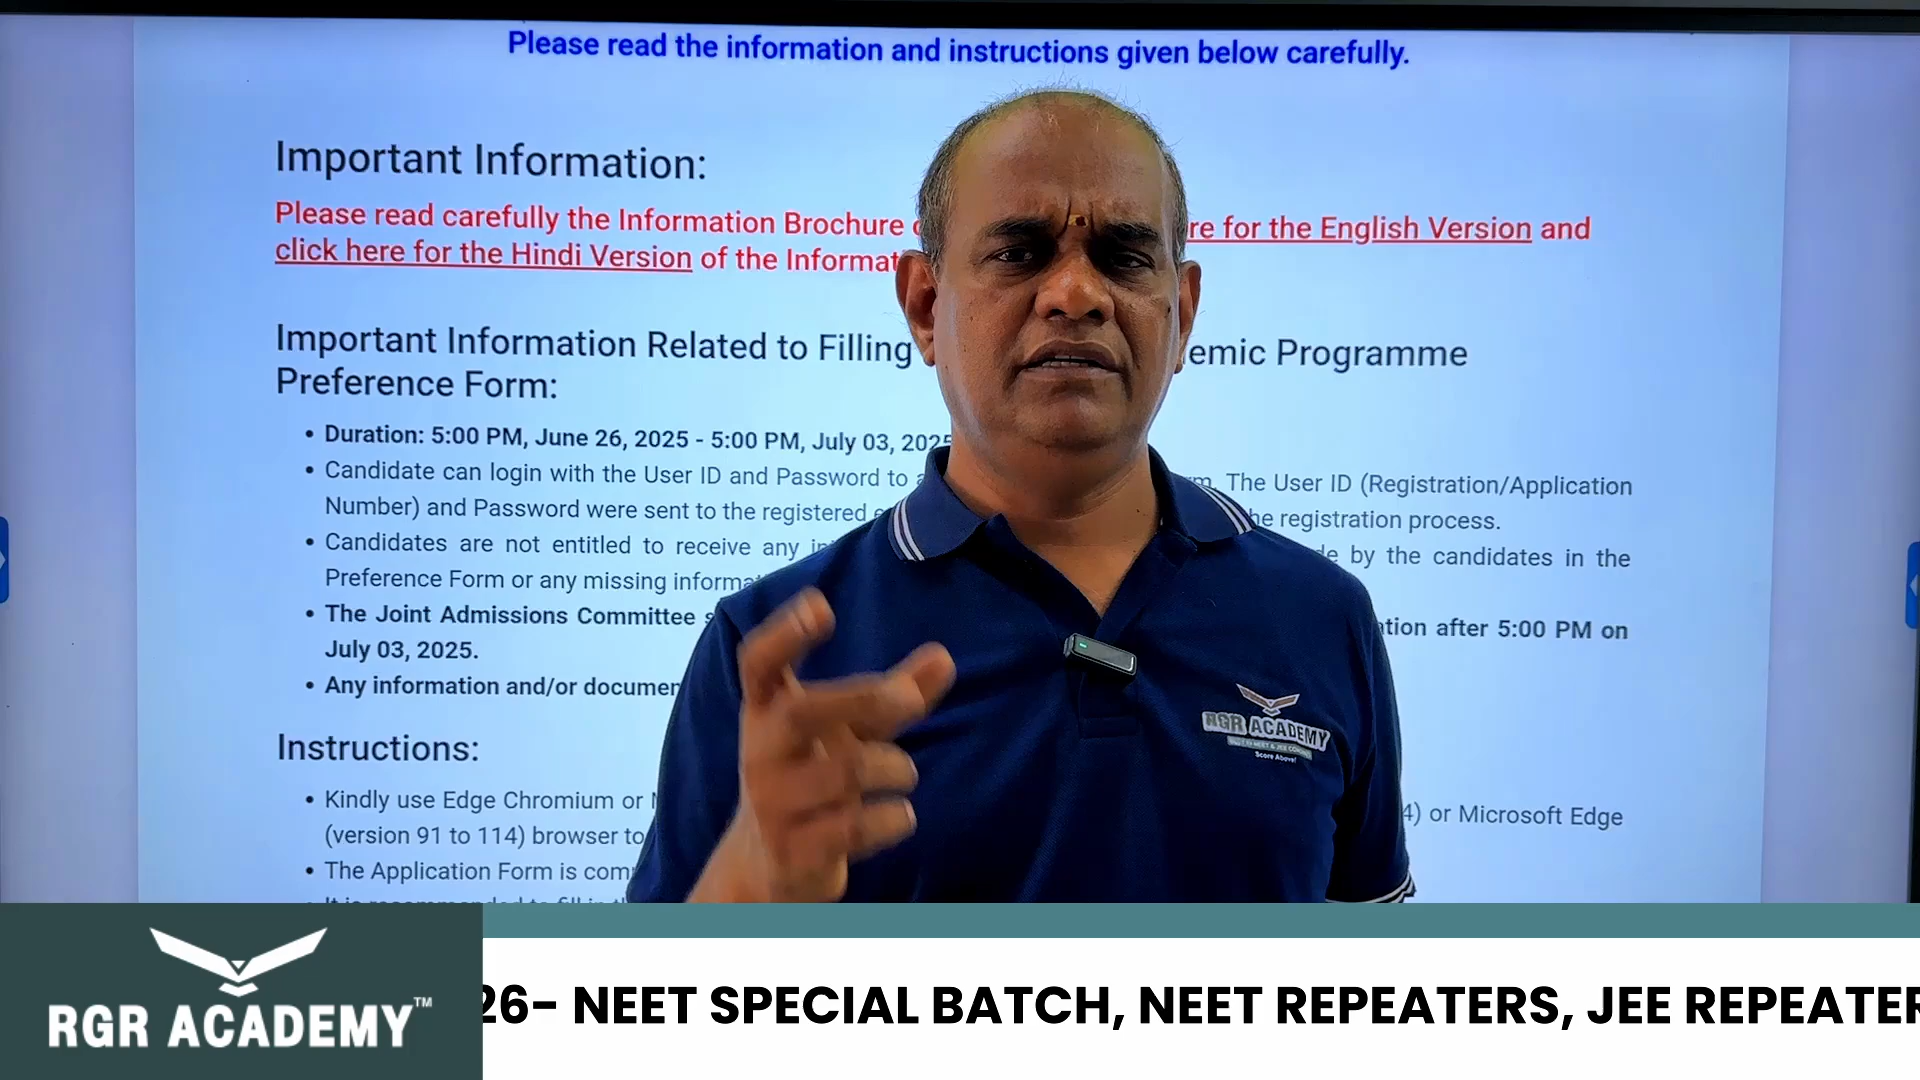 Please read the information and instructions given below carefully.
Important Information:
Please read carefully the Information Brochure re for the English Version and
click here for the Hindi Version of the Informat
Important Information Related to Filling emic Programme
Preference Form:
• Duration: 5:00 PM, June 26, 2025 - 5:00 PM, July 03, 2025
• Candidate can login with the User ID and Password to The User ID (Registration/Application
Number) and Password were sent to the registered he registration process.
• Candidates are not entitled to receive any de by the candidates in the
Preference Form or any missing informa
• The Joint Admissions Committee ation after 5:00 PM on
July 03, 2025.
• Any information and/or documen
Instructions:
• Kindly use Edge Chromium or 4) or Microsoft Edge
(version 91 to 114) browser to
• The Application Form is com
RGR ACADEMY
Score Above!
RGR ACADEMY™
26- NEET SPECIAL BATCH, NEET REPEATERS, JEE REPEATER